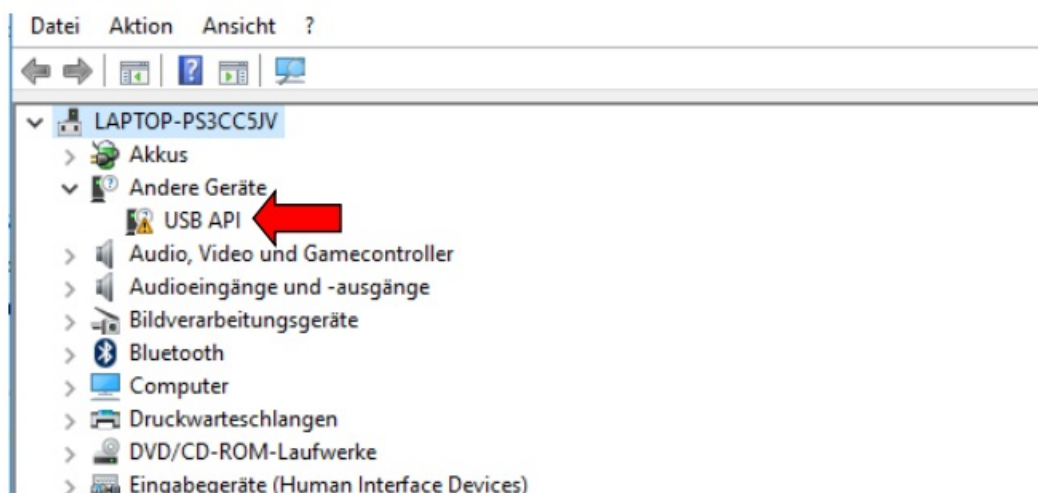 Datei Aktion Ansicht ?
LAPTOP-PS3CC5JV
Akkus
Andere Geräte
USB API
Audio, Video und Gamecontroller
Audioeingänge und -ausgänge
Bildverarbeitungsgeräte
Bluetooth
Computer
Druckwarteschlangen
DVD/CD-ROM-Laufwerke
Eingabegeräte (Human Interface Devices)